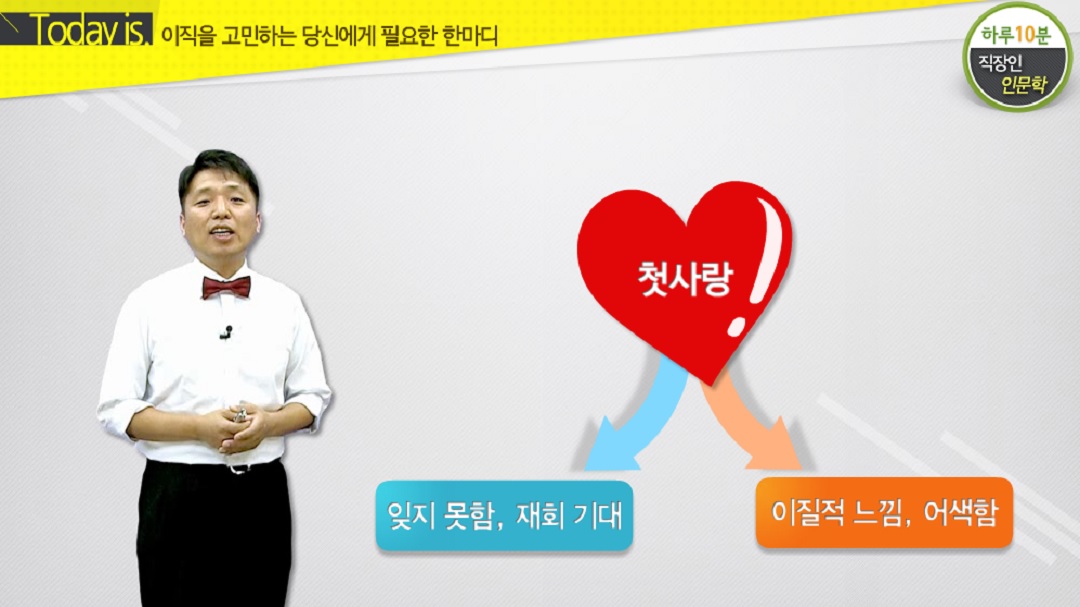 Today is. 이직을 고민하는 당신에게 필요한 한마디
하루10분
직장인
인문학
첫사랑
잊지 못함, 재회 기대
이질적 느낌, 어색함